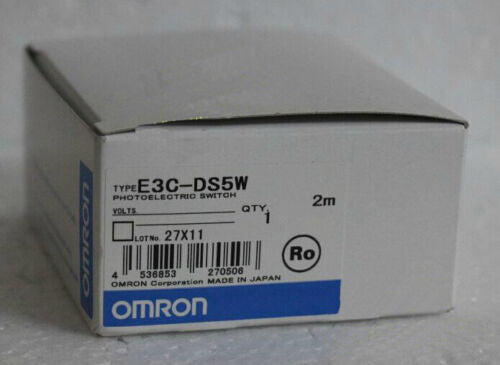 TYPE E3C-DS5W
PHOTOELECTRIC SWITCH
VOLTS.
QTY.
1
2m
LOT No. 27X11
Ro
4 536853 270506
OMRON Corporation MADE IN JAPAN
OMRON
OMRON